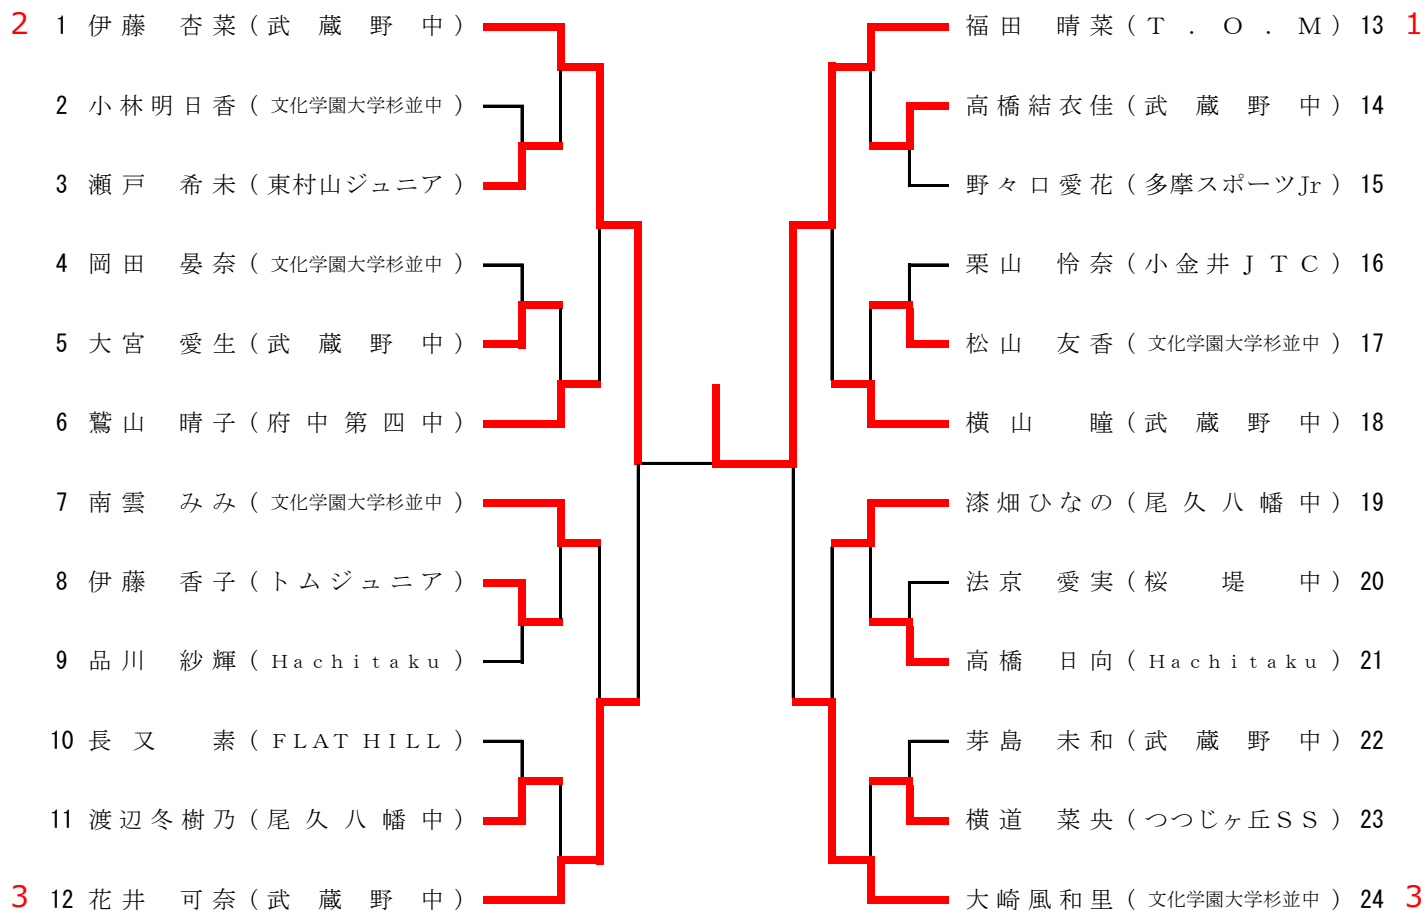 2 1 伊藤 杏菜 (武蔵野中)
2 小林明日香 (文化学園大学杉並中)
3 瀬戸 希未 (東村山ジュニア)
4 岡田 晏奈 (文化学園大学杉並中)
5 大宮 愛生 (武蔵野中)
6 鷲山 晴子 (府中第四中)
7 南雲 みみ (文化学園大学杉並中)
8 伊藤 香子 (トムジュニア)
9 品川 紗輝 (Hachitaku)
10 長又 素 (FLAT HILL)
11 渡辺冬樹乃 (尾久八幡中)
3 12 花井 可奈 (武蔵野中)
福田 晴菜 (T.O.M) 13 1
高橋結衣佳 (武蔵野中) 14
野々口愛花 (多摩スポーツJr) 15
栗山 怜奈 (小金井JTC) 16
松山 友香 (文化学園大学杉並中) 17
横山 瞳 (武蔵野中) 18
漆畑ひなの (尾久八幡中) 19
法京 愛実 (桜堤中) 20
高橋 日向 (Hachitaku) 21
芽島 未和 (武蔵野中) 22
横道 菜央 (つつじヶ丘SS) 23
大崎風和里 (文化学園大学杉並中) 24 3